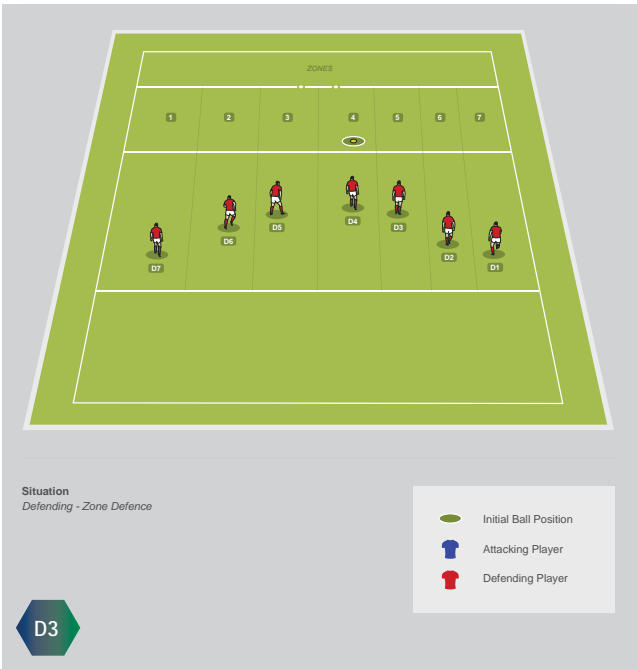 ZONES
1 2 3 4 5 6 7
D4
D5 D3
D6
D2
D7 D1
Situation
Defending - Zone Defence
Initial Ball Position
Attacking Player
Defending Player
D3